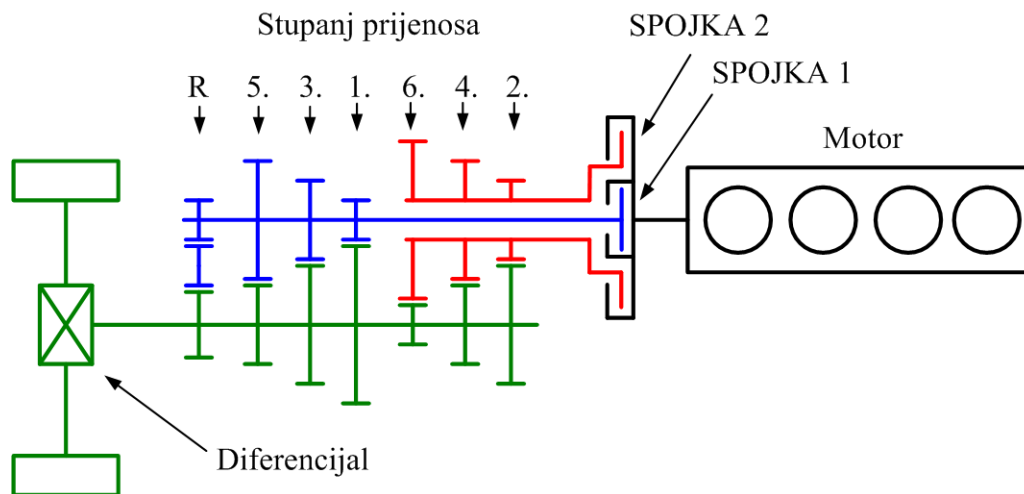 Stupanj prijenosa
SPOJKA 2
SPOJKA 1
R 5. 3. 1. 6. 4. 2.
Motor
Diferencijal